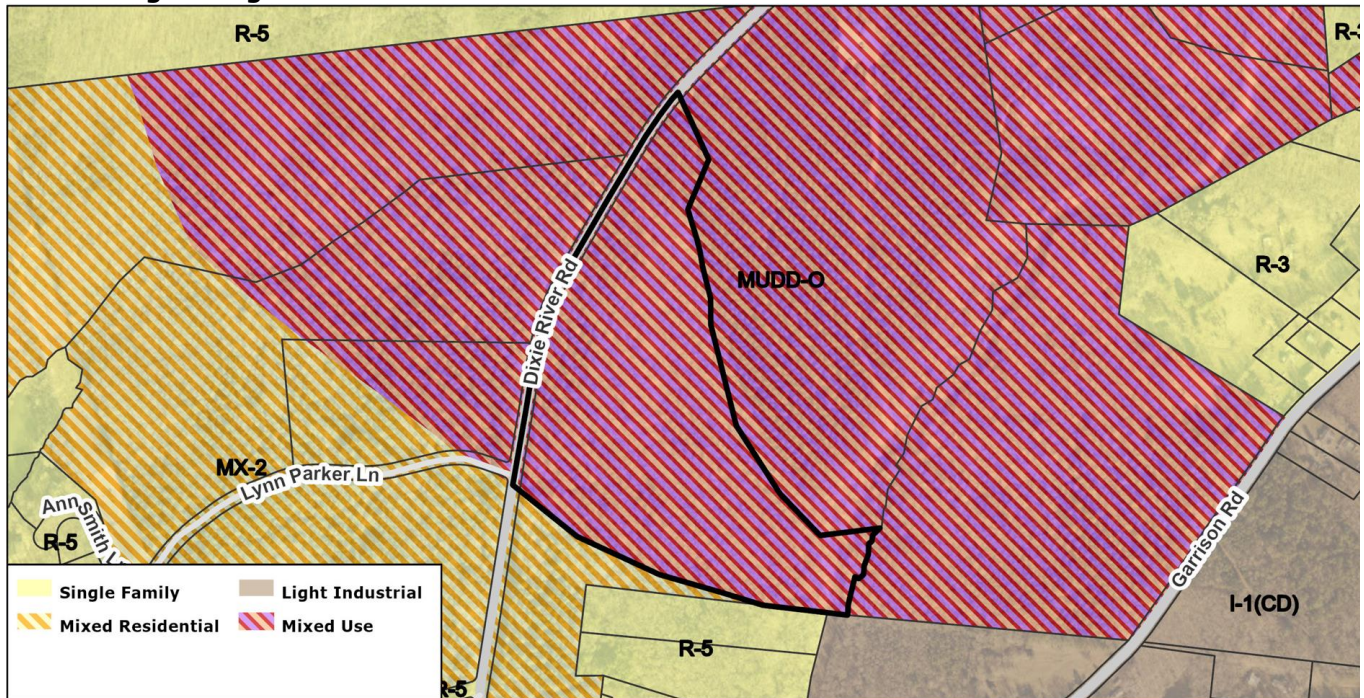 R-5
R-3
R-3
MUDD-O
Dixie River Rd
MX-2
Lynn Parker Ln
Ann Smith L
R-5
Garrison Rd
I-1(CD)
R-5
R-5
Single Family
Light Industrial
Mixed Residential
Mixed Use